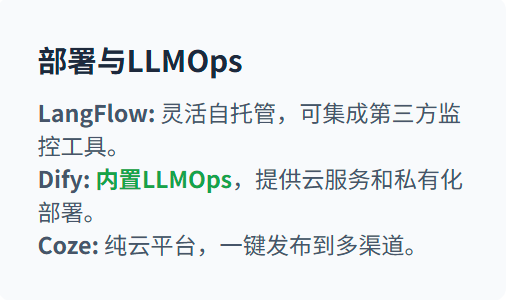 部署与LLMOps
LangFlow: 灵活自托管，可集成第三方监
控工具。
Dify: 内置LLMOps，提供云服务和私有化
部署。
Coze: 纯云平台，一键发布到多渠道。